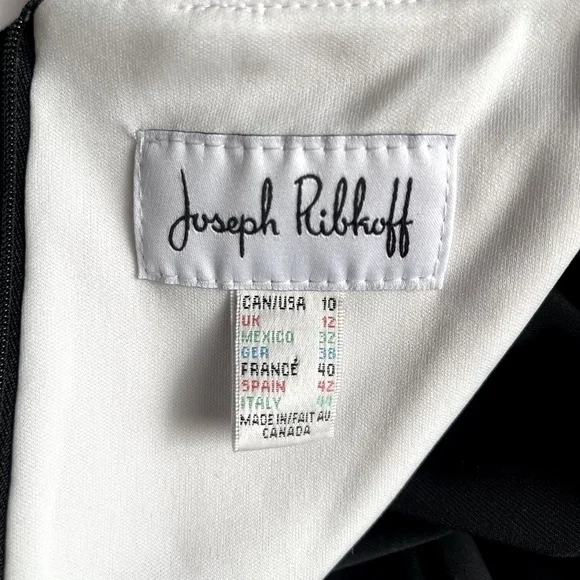 Joseph Ribkoff
CAN/USA 10
UK 12
MEXICO 32
GER 38
FRANCÉ 40
SPAIN 42
ITALY 44
MADE IN/FAIT AU
CANADA